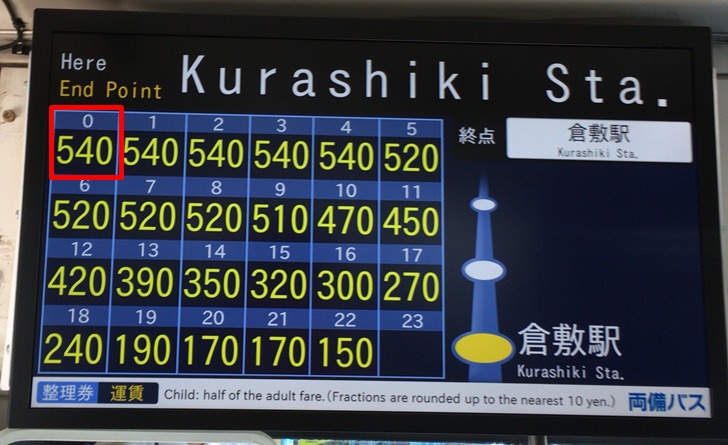 Here
End Point
Kurashiki Sta.
0 1 2 3 4 5
540 540 540 540 540 520
6 7 8 9 10 11
520 520 520 510 470 450
12 13 14 15 16 17
420 390 350 320 300 270
18 19 20 21 22 23
240 190 170 170 150
終点
倉敷駅
Kurashiki Sta.
倉敷駅
Kurashiki Sta.
整理券 運賃 Child: half of the adult fare.(Fractions are rounded up to the nearest 10 yen.) 両備バス